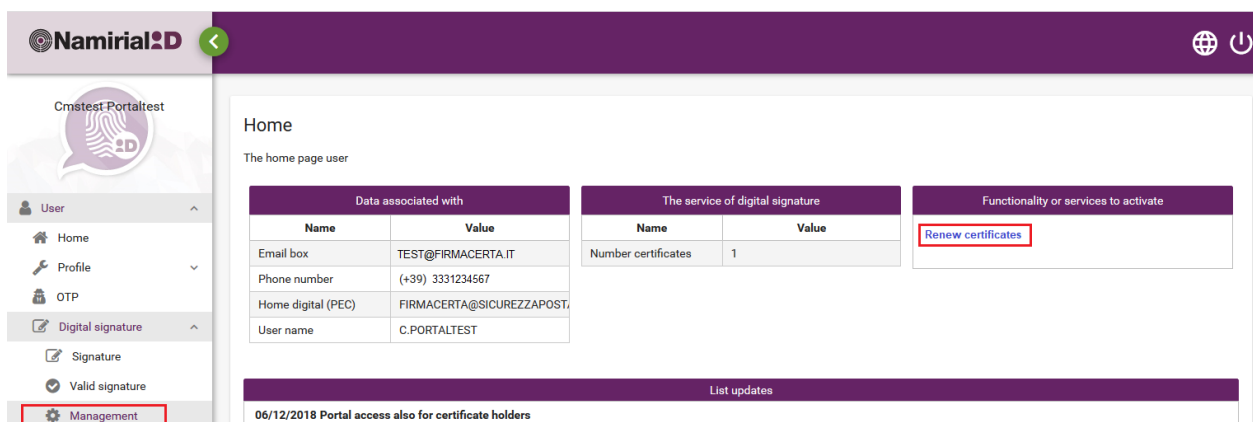 Namirial:D
Cmstest Portaltest
:D
User
Home
Profile
OTP
Digital signature
Signature
Valid signature
Management
Home
The home page user
Data associated with
Name Value
Email box TEST@FIRMACERTA.IT
Phone number (+39) 3331234567
Home digital (PEC) FIRMACERTA@SICUREZZAPOST
User name C.PORTALTEST
The service of digital signature
Name Value
Number certificates 1
Functionality or services to activate
Renew certificates
List updates
06/12/2018 Portal access also for certificate holders